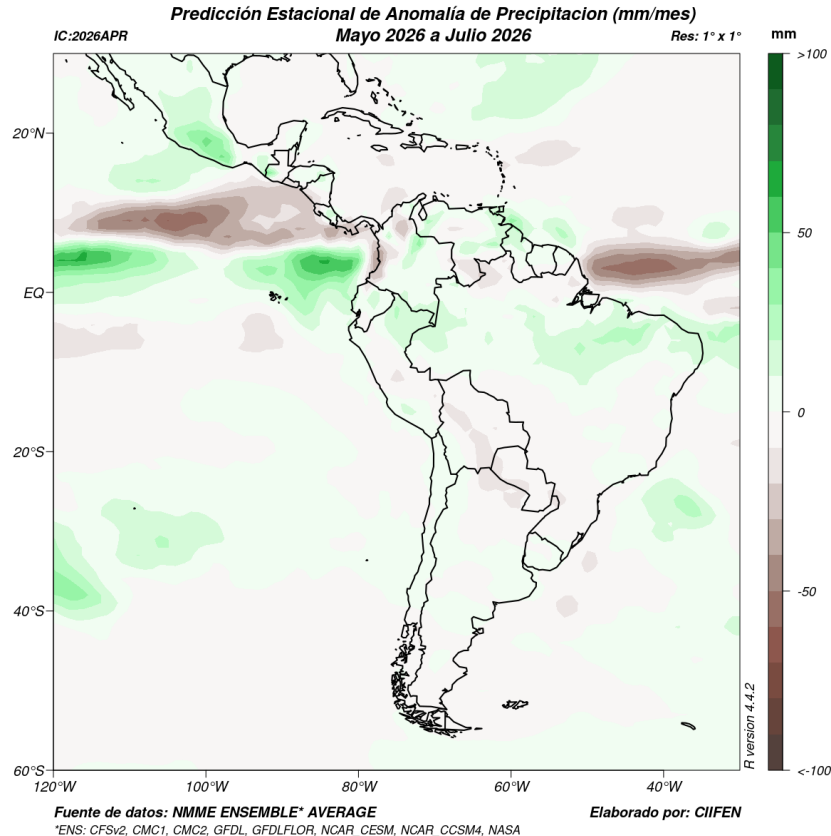 Predicción Estacional de Anomalía de Precipitacion (mm/mes)
IC:2026APR
Mayo 2026 a Julio 2026
Res: 1° x 1°
mm
>100
50
0
-50
<-100
20°N
EQ
20°S
40°S
60°S
120°W
100°W
80°W
60°W
40°W
R version 4.4.2
Fuente de datos: NMME ENSEMBLE* AVERAGE
Elaborado por: CIIFEN
*ENS: CFSv2, CMC1, CMC2, GFDL, GFDLFLOR, NCAR_CESM, NCAR_CCSM4, NASA